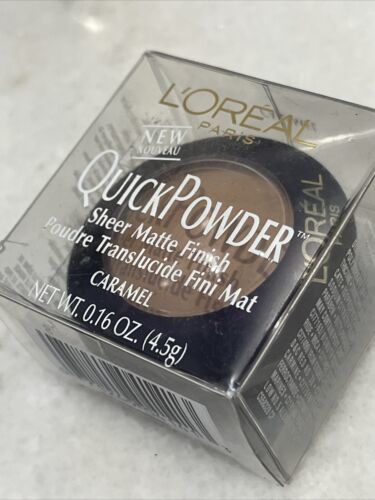 L'ORÉAL
PARIS
NEW
NOUVEAU
QUICKPOWDER™
Sheer Matte Finish
Poudre Translucide Fini Mat
CARAMEL
NET WT. 0.16 OZ. (4.5g)
L'ORÉAL
PARIS